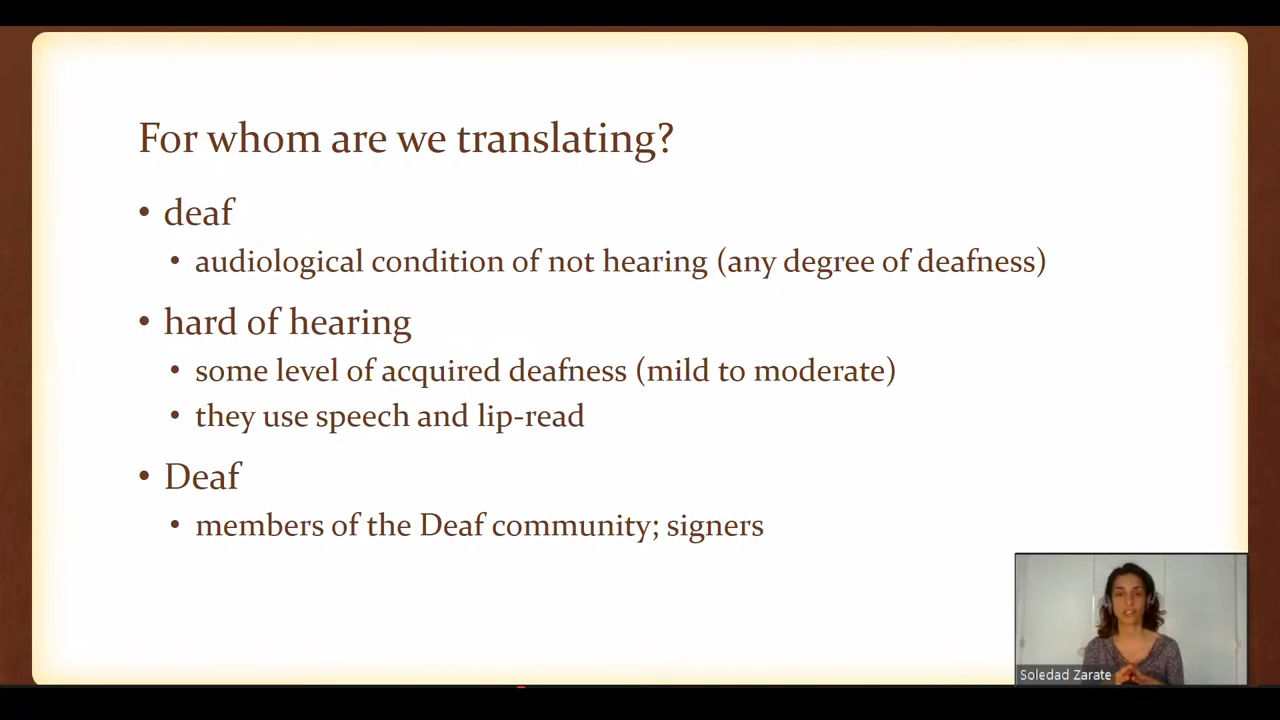 For whom are we translating?
• deaf
• audiological condition of not hearing (any degree of deafness)
• hard of hearing
• some level of acquired deafness (mild to moderate)
• they use speech and lip-read
• Deaf
• members of the Deaf community; signers
Soledad Zarate